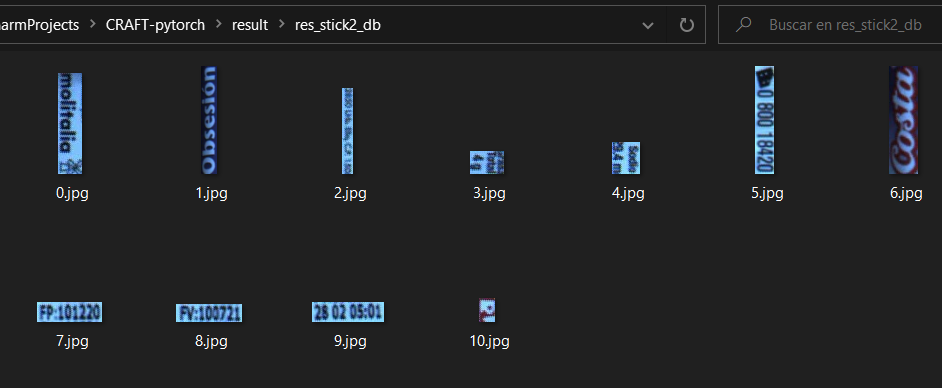 armProjects > CRAFT-pytorch > result > res_stick2_db
Buscar en res_stick2_db
molitalia
obsesion
0 800 18420
Costa
0.jpg
1.jpg
2.jpg
3.jpg
4.jpg
5.jpg
6.jpg
FP:101220
FV:100721
28 02 05:01
7.jpg
8.jpg
9.jpg
10.jpg